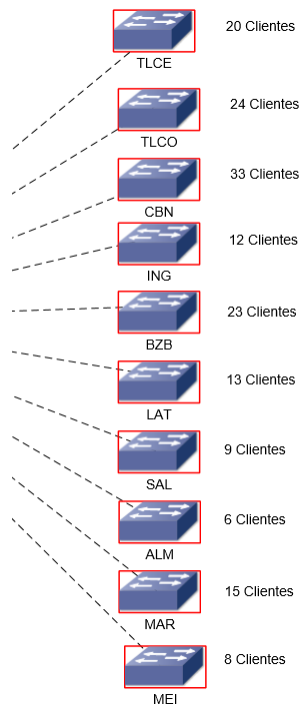 20 Clientes
TLCE
24 Clientes
TLCO
33 Clientes
CBN
12 Clientes
ING
23 Clientes
BZB
13 Clientes
LAT
9 Clientes
SAL
6 Clientes
ALM
15 Clientes
MAR
8 Clientes
MEI